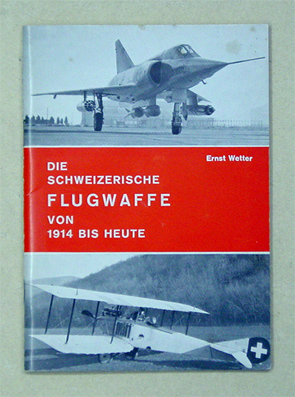 Ernst Wetter
DIE
SCHWEIZERISCHE
FLUGWAFFE
VON
1914 BIS HEUTE